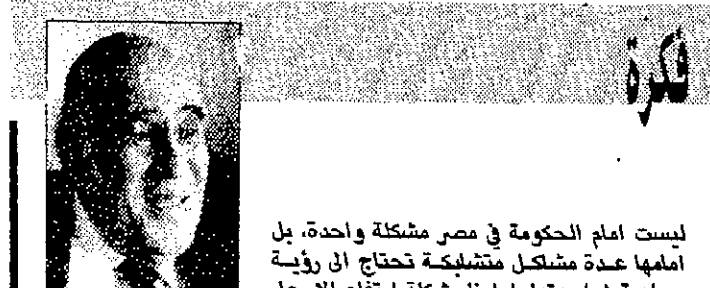 فكرة
ليست امام الحكومة في مصر مشكلة واحدة، بل
امامها عدة مشاكل متشابكة تحتاج الى رؤية